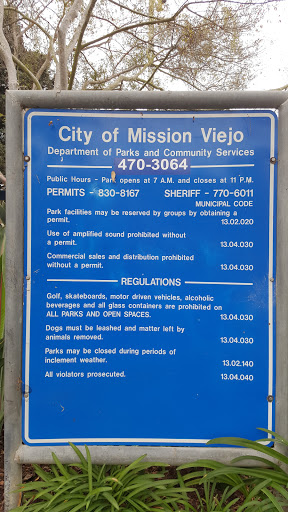 City of Mission Viejo
Department of Parks and Community Services
470-3064
Public Hours - Park opens at 7 A.M. and closes at 11 P.M.
PERMITS - 830-8167 SHERIFF - 770-6011
MUNICIPAL CODE
Park facilities may be reserved by groups by obtaining a
permit. 13.02.020
Use of amplified sound prohibited without
a permit. 13.04.030
Commercial sales and distribution prohibited
without a permit. 13.04.030
REGULATIONS
Golf, skateboards, motor driven vehicles, alcoholic
beverages and all glass containers are prohibited on
ALL PARKS AND OPEN SPACES. 13.04.030
Dogs must be leashed and matter left by
animals removed. 13.04.030
Parks may be closed during periods of
inclement weather. 13.02.140
All violators prosecuted. 13.04.040